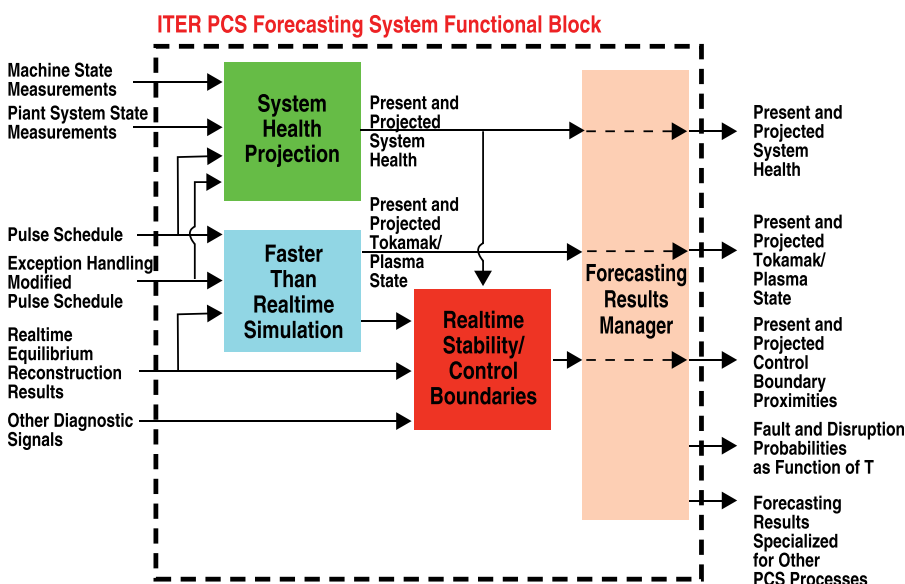 ITER PCS Forecasting System Functional Block
Machine State
Measurements
Plant System State
Measurements
Pulse Schedule
Exception Handling
Modified
Pulse Schedule
Realtime
Equilibrium
Reconstruction
Results
Other Diagnostic
Signals
System
Health
Projection
Faster
Than
Realtime
Simulation
Present and
Projected
System
Health
Present and
Projected
Tokamak/
Plasma
State
Realtime
Stability/
Control
Boundaries
Forecasting
Results
Manager
Present and
Projected
System
Health
Present and
Projected
Tokamak/
Plasma
State
Present and
Projected
Control
Boundary
Proximities
Fault and Disruption
Probabilities
as Function of T
Forecasting
Results
Specialized
for Other
PCS Processes